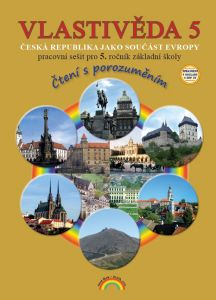 VLASTIVĚDA 5
ČESKÁ REPUBLIKA JAKO SOUČÁST EVROPY
pracovní sešit pro 5. ročník základní školy
Čtení s porozuměním